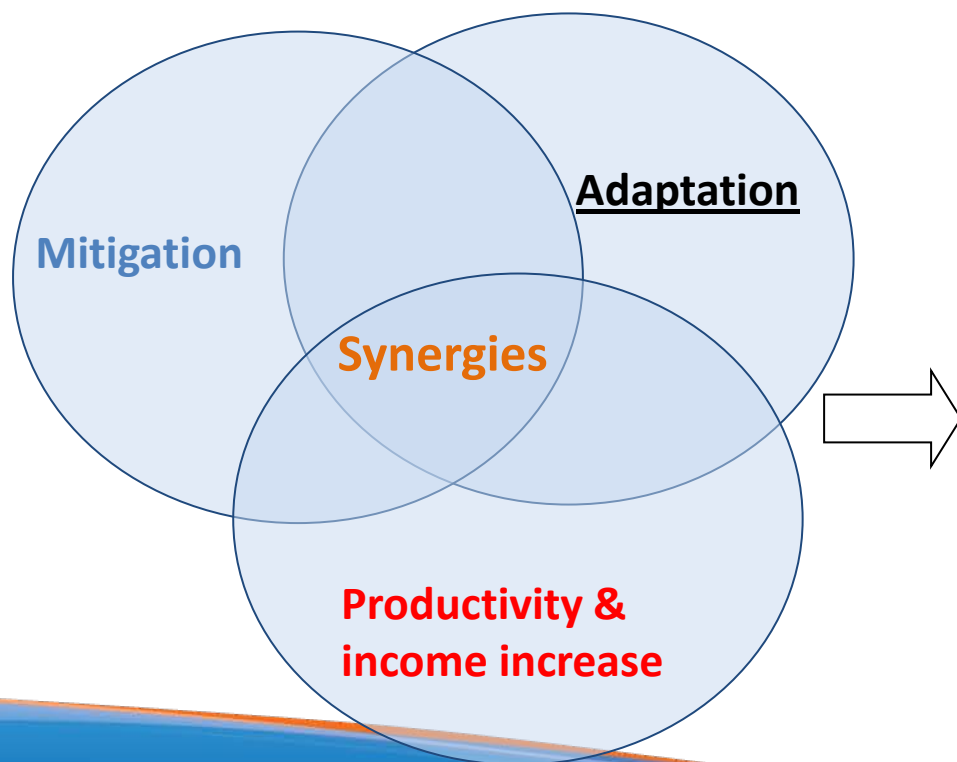 Adaptation
Mitigation
Synergies
Productivity &
income increase